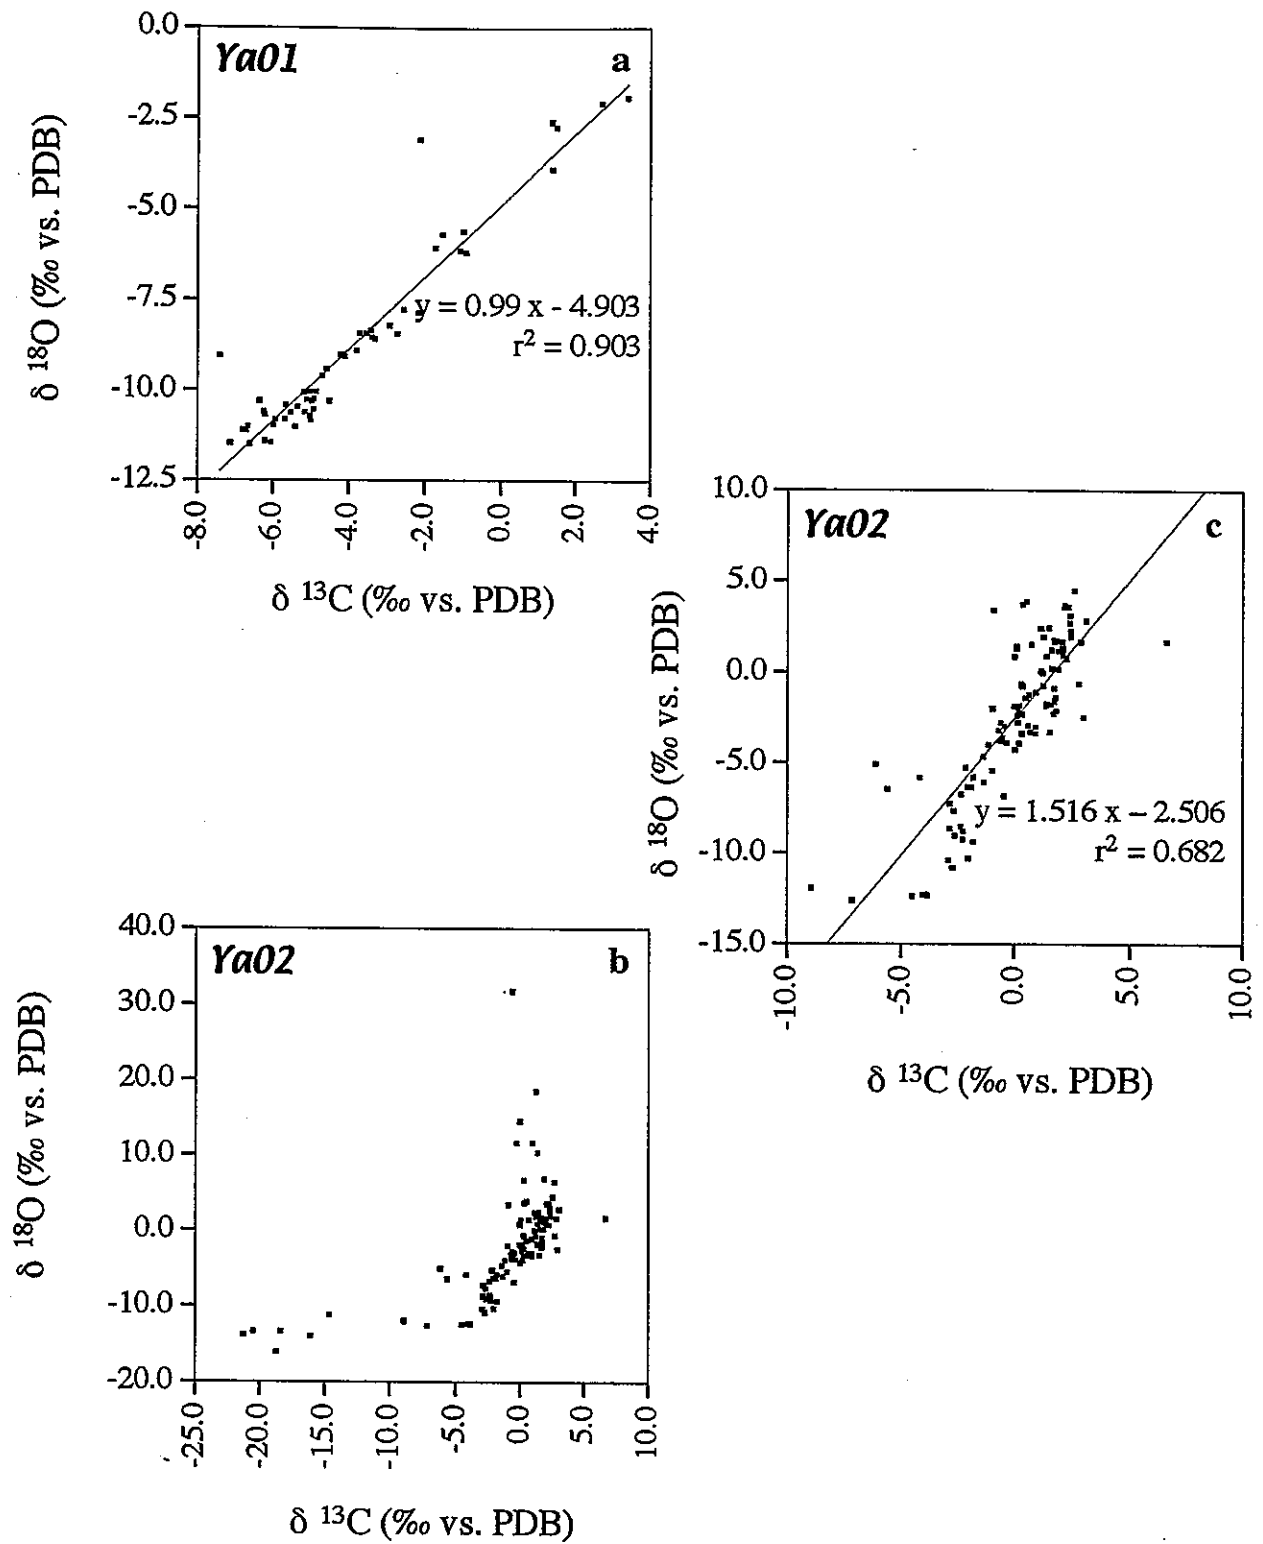 Ya01
a
0.0
-2.5
-5.0
-7.5
-10.0
-12.5
δ 18O (‰ vs. PDB)
y = 0.99 x - 4.903
r2 = 0.903
-8.0
-6.0
-4.0
-2.0
0.0
2.0
4.0
δ 13C (‰ vs. PDB)
Ya02
c
10.0
5.0
0.0
-5.0
-10.0
-15.0
δ 18O (‰ vs. PDB)
y = 1.516 x – 2.506
r2 = 0.682
-10.0
-5.0
0.0
5.0
10.0
δ 13C (‰ vs. PDB)
Ya02
b
40.0
30.0
20.0
10.0
0.0
-10.0
-20.0
δ 18O (‰ vs. PDB)
-25.0
-20.0
-15.0
-10.0
-5.0
0.0
5.0
10.0
δ 13C (‰ vs. PDB)